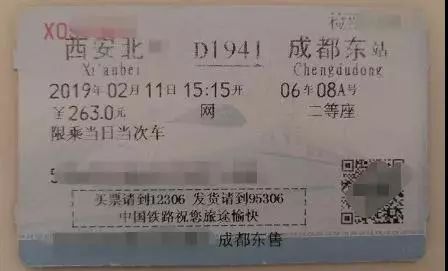 XO
西安北 D1941 成都东站
Xi'anbei Chengdudong
2019年02月11日 15:15开 06车08A号
￥263.0元 网 二等座
限乘当日当次车
买票请到12306 发货请到95306
中国铁路祝您旅途愉快
成都东售